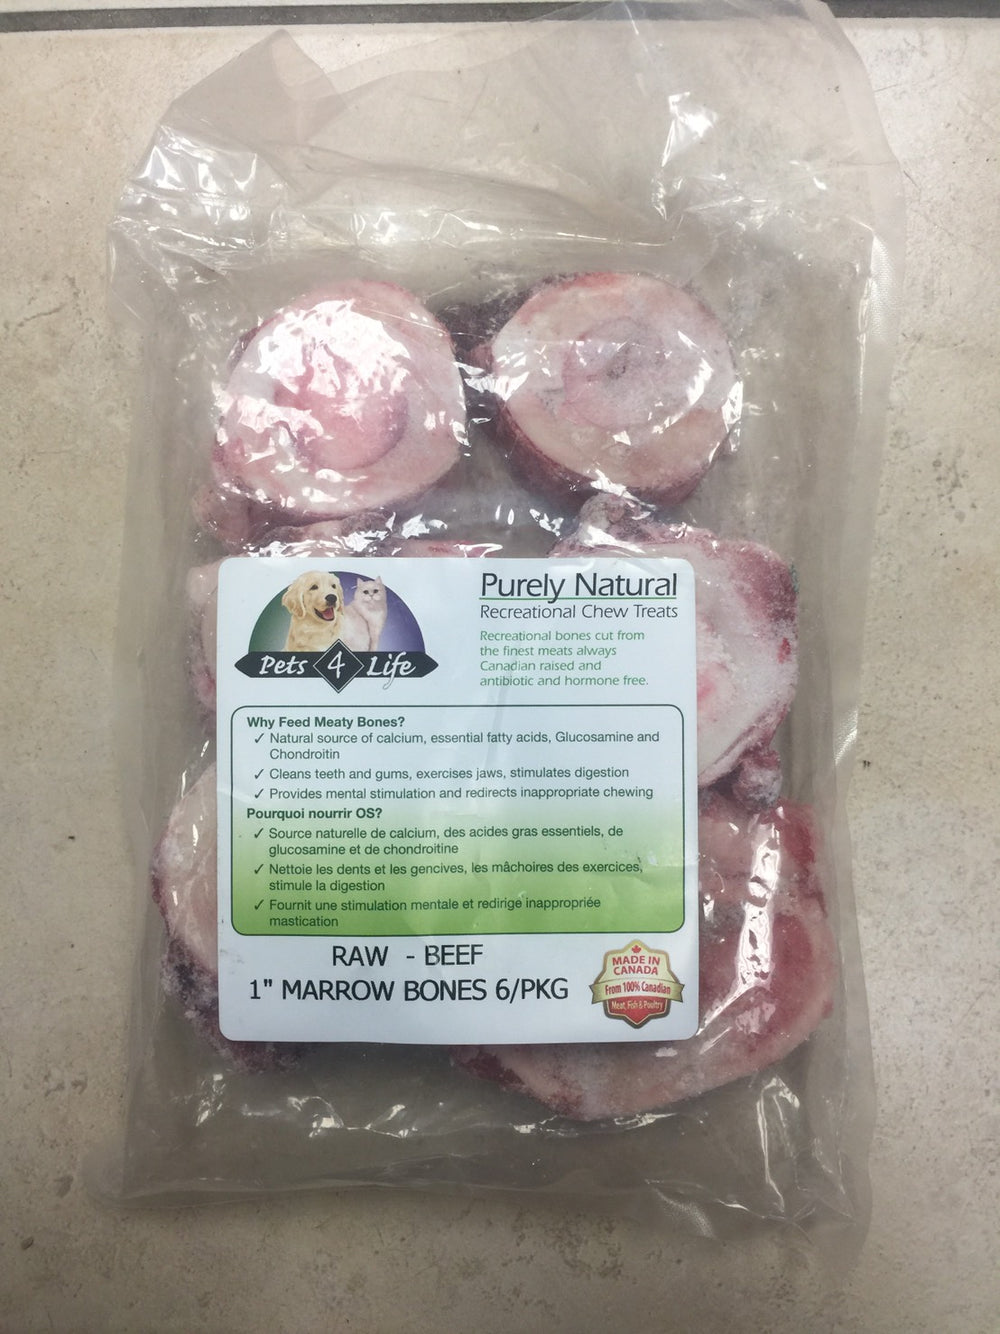 Pets 4 Life
Purely Natural
Recreational Chew Treats
Recreational bones cut from
the finest meats always
Canadian raised and
antibiotic and hormone free.
Why Feed Meaty Bones?
✓ Natural source of calcium, essential fatty acids, Glucosamine and
Chondroitin
✓ Cleans teeth and gums, exercises jaws, stimulates digestion
✓ Provides mental stimulation and redirects inappropriate chewing
Pourquoi nourrir OS?
✓ Source naturelle de calcium, des acides gras essentiels, de
glucosamine et de chondroitine
✓ Nettoie les dents et les gencives, les mâchoires des exercices,
stimule la digestion
✓ Fournit une stimulation mentale et redirige inappropriée
mastication
RAW - BEEF
1" MARROW BONES 6/PKG
MADE IN
CANADA
From 100% Canadian
Meat, Fish & Poultry